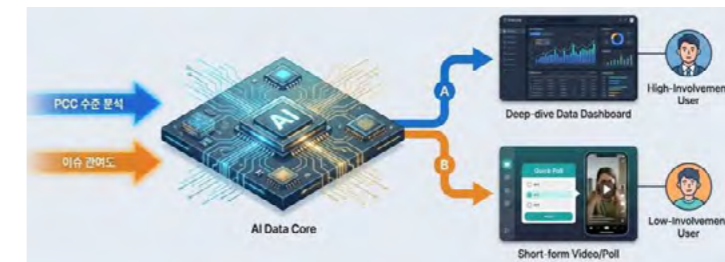 PCC 수준 분석
이슈 관여도
AI
AI Data Core
A
B
Deep-dive Data Dashboard
High-Involvemen
User
Quick Poll
Short-form Video/Poll
Low-Involvemen
User